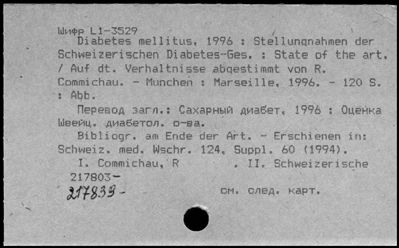 Шифр L1-3529
Diabetes mellitus, 1996 : Stellungnahmen der
Schweizerischen Diabetes-Ges. : State of the art.
/ Auf dt. Verhaltnisse abgestimmt von R.
Commichau. - Munchen : Marseille, 1996. - 120 S.
: Abb.
Перевод загл.: Сахарный диабет, 1996 : Оценка
Швейц. диабетол. о-ва.
Bibliogr. am Ende der Art. - Erschienen in:
Schweiz. med. Wschr. 124, Suppl. 60 (1994).
I. Commichau, R . II. Schweizerische
217803-
217839- см. след. карт.